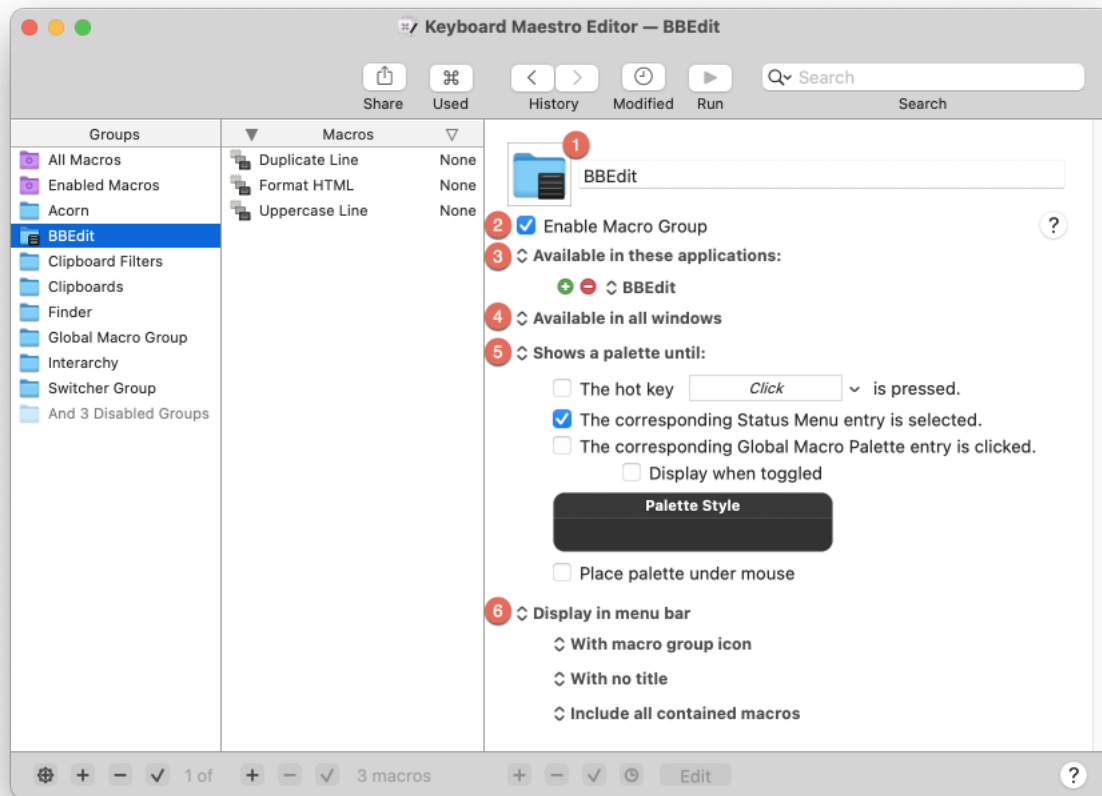 Keyboard Maestro Editor — BBEdit
Search
Share
Used
History
Modified
Run
Search
Groups
All Macros
Enabled Macros
Acorn
BBEdit
Clipboard Filters
Clipboards
Finder
Global Macro Group
Interarchy
Switcher Group
And 3 Disabled Groups
Macros
Duplicate Line None
Format HTML None
Uppercase Line None
1
BBEdit
2 Enable Macro Group ?
3 Available in these applications:
BBEdit
4 Available in all windows
5 Shows a palette until:
The hot key Click is pressed.
The corresponding Status Menu entry is selected.
The corresponding Global Macro Palette entry is clicked.
Display when toggled
Palette Style
Place palette under mouse
6 Display in menu bar
With macro group icon
With no title
Include all contained macros
1 of
3 macros
Edit
?